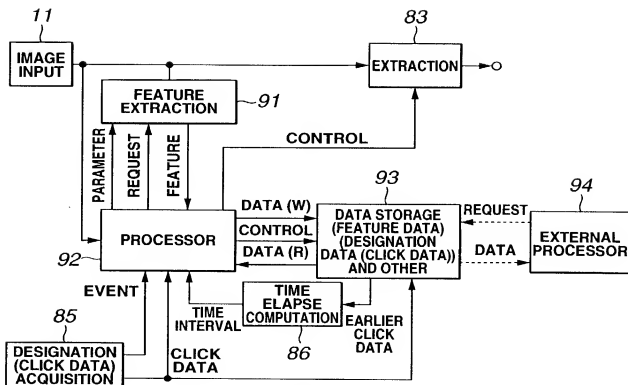 11
IMAGE
INPUT
83
EXTRACTION
FEATURE
EXTRACTION
91
PARAMETER
REQUEST
FEATURE
CONTROL
92
PROCESSOR
DATA (W)
CONTROL
DATA (R)
93
DATA STORAGE
(FEATURE DATA)
(DESIGNATION
DATA (CLICK DATA))
AND OTHER
REQUEST
DATA
94
EXTERNAL
PROCESSOR
EVENT
TIME
INTERVAL
TIME
ELAPSE
COMPUTATION
86
EARLIER
CLICK
DATA
85
DESIGNATION
(CLICK DATA)
ACQUISITION
CLICK
DATA